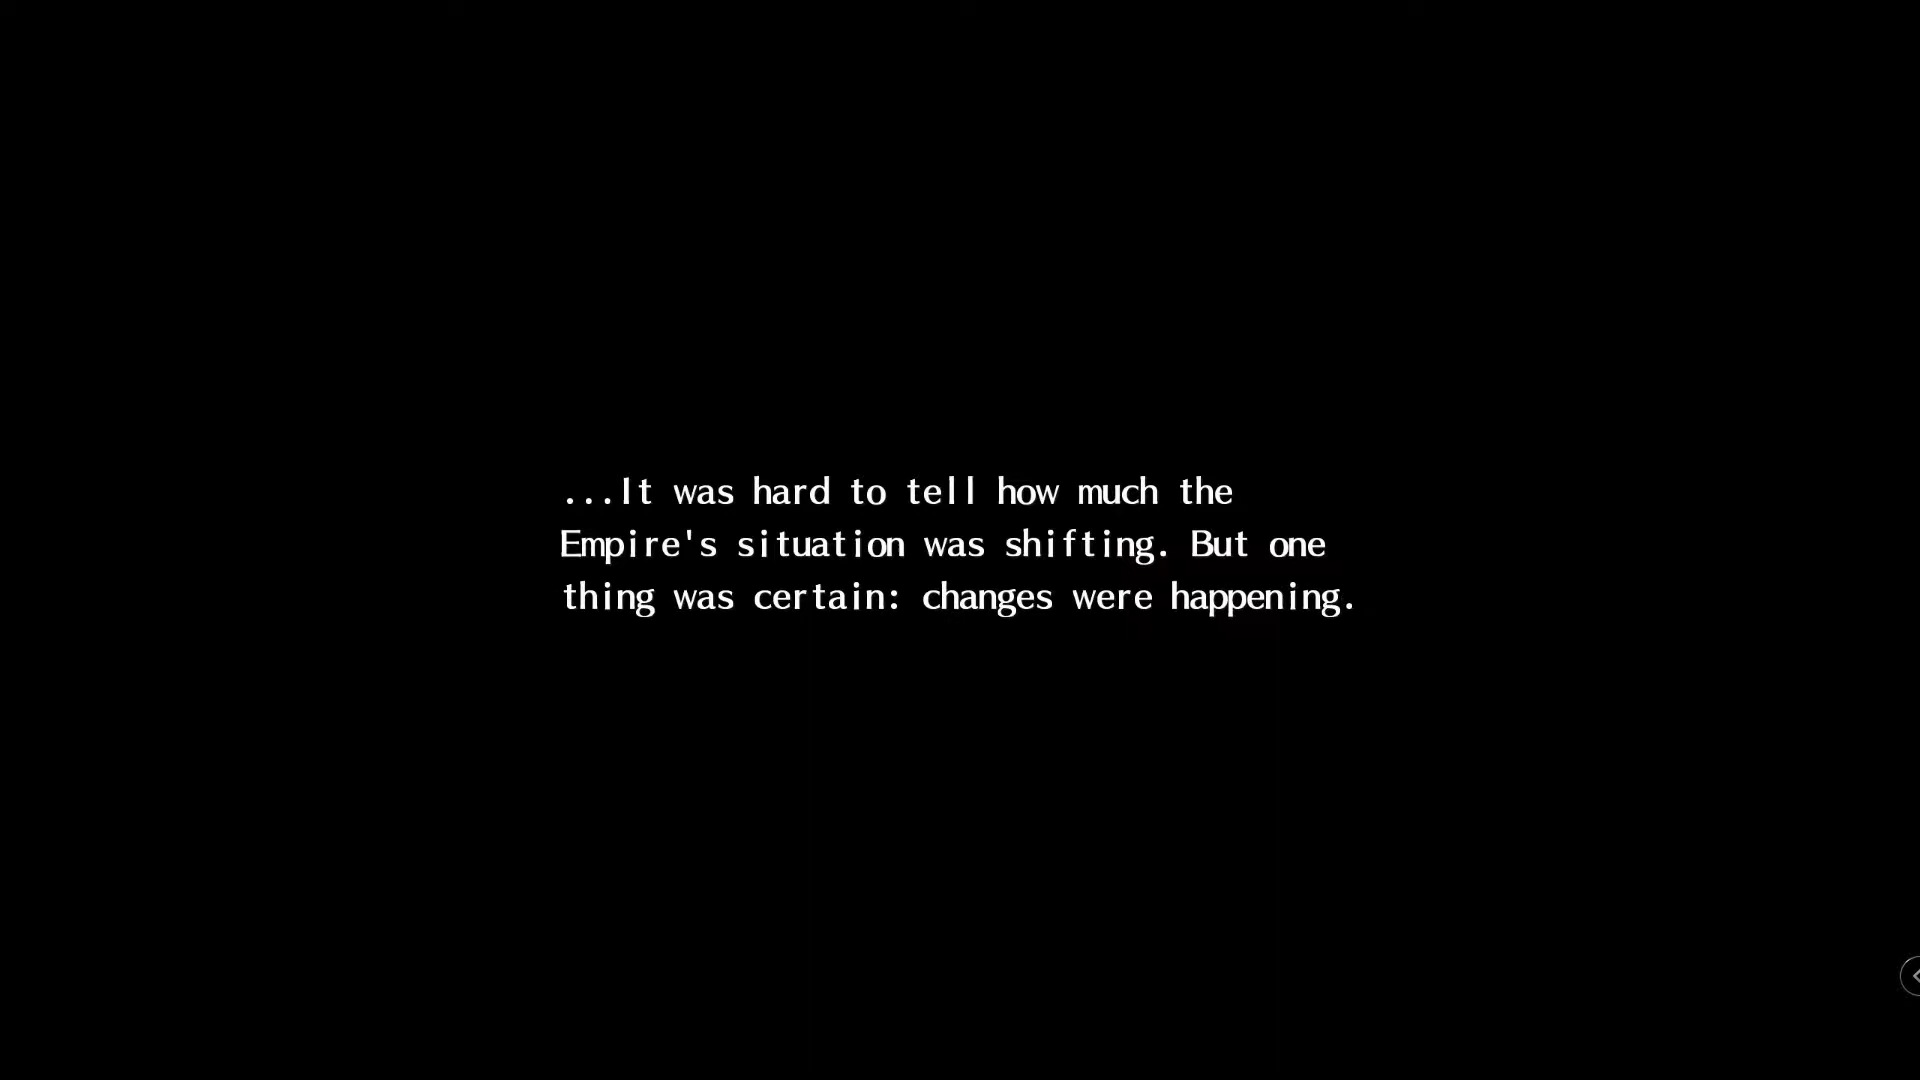 ...It was hard to tell how much the
Empire's situation was shifting. But one
thing was certain: changes were happening.